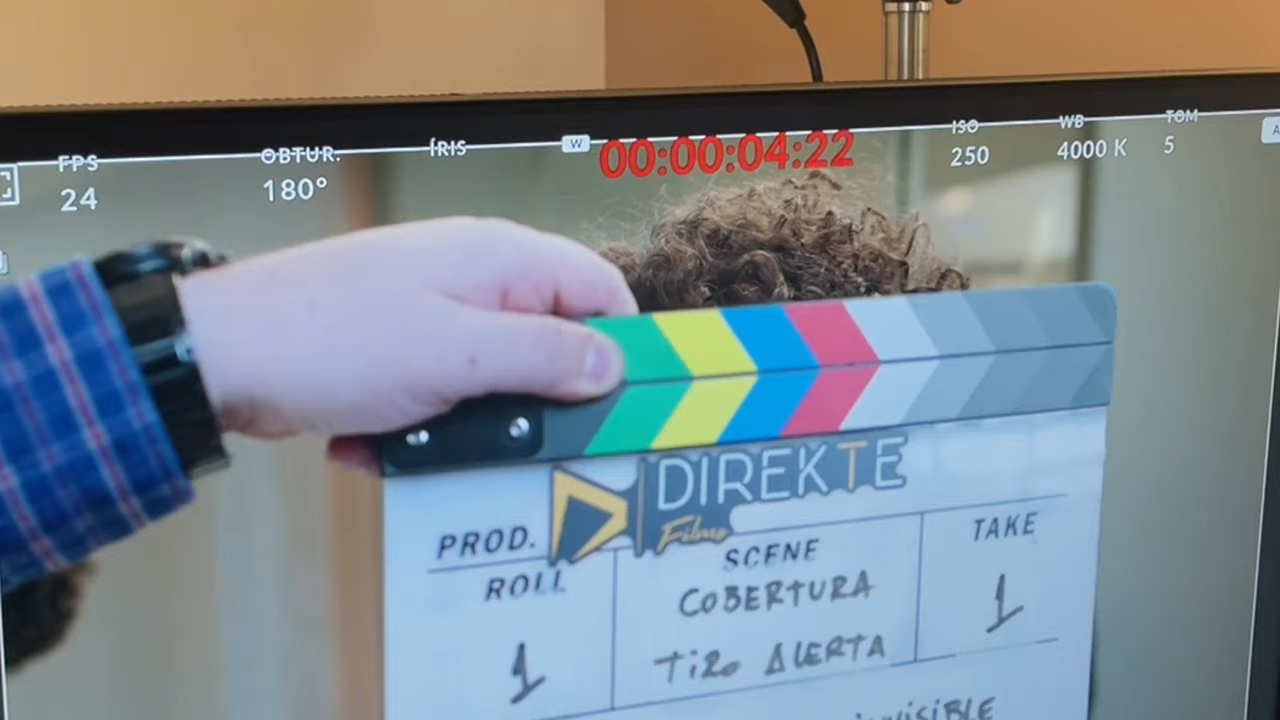 FPS OBTUR. ÍRIS W 00:00:04:22 ISO WB TOM
24 180° 250 4000 K 5
DIREKTE
Films
PROD.
ROLL SCENE TAKE
1 COBERTURA 1
TIRO ALERTA